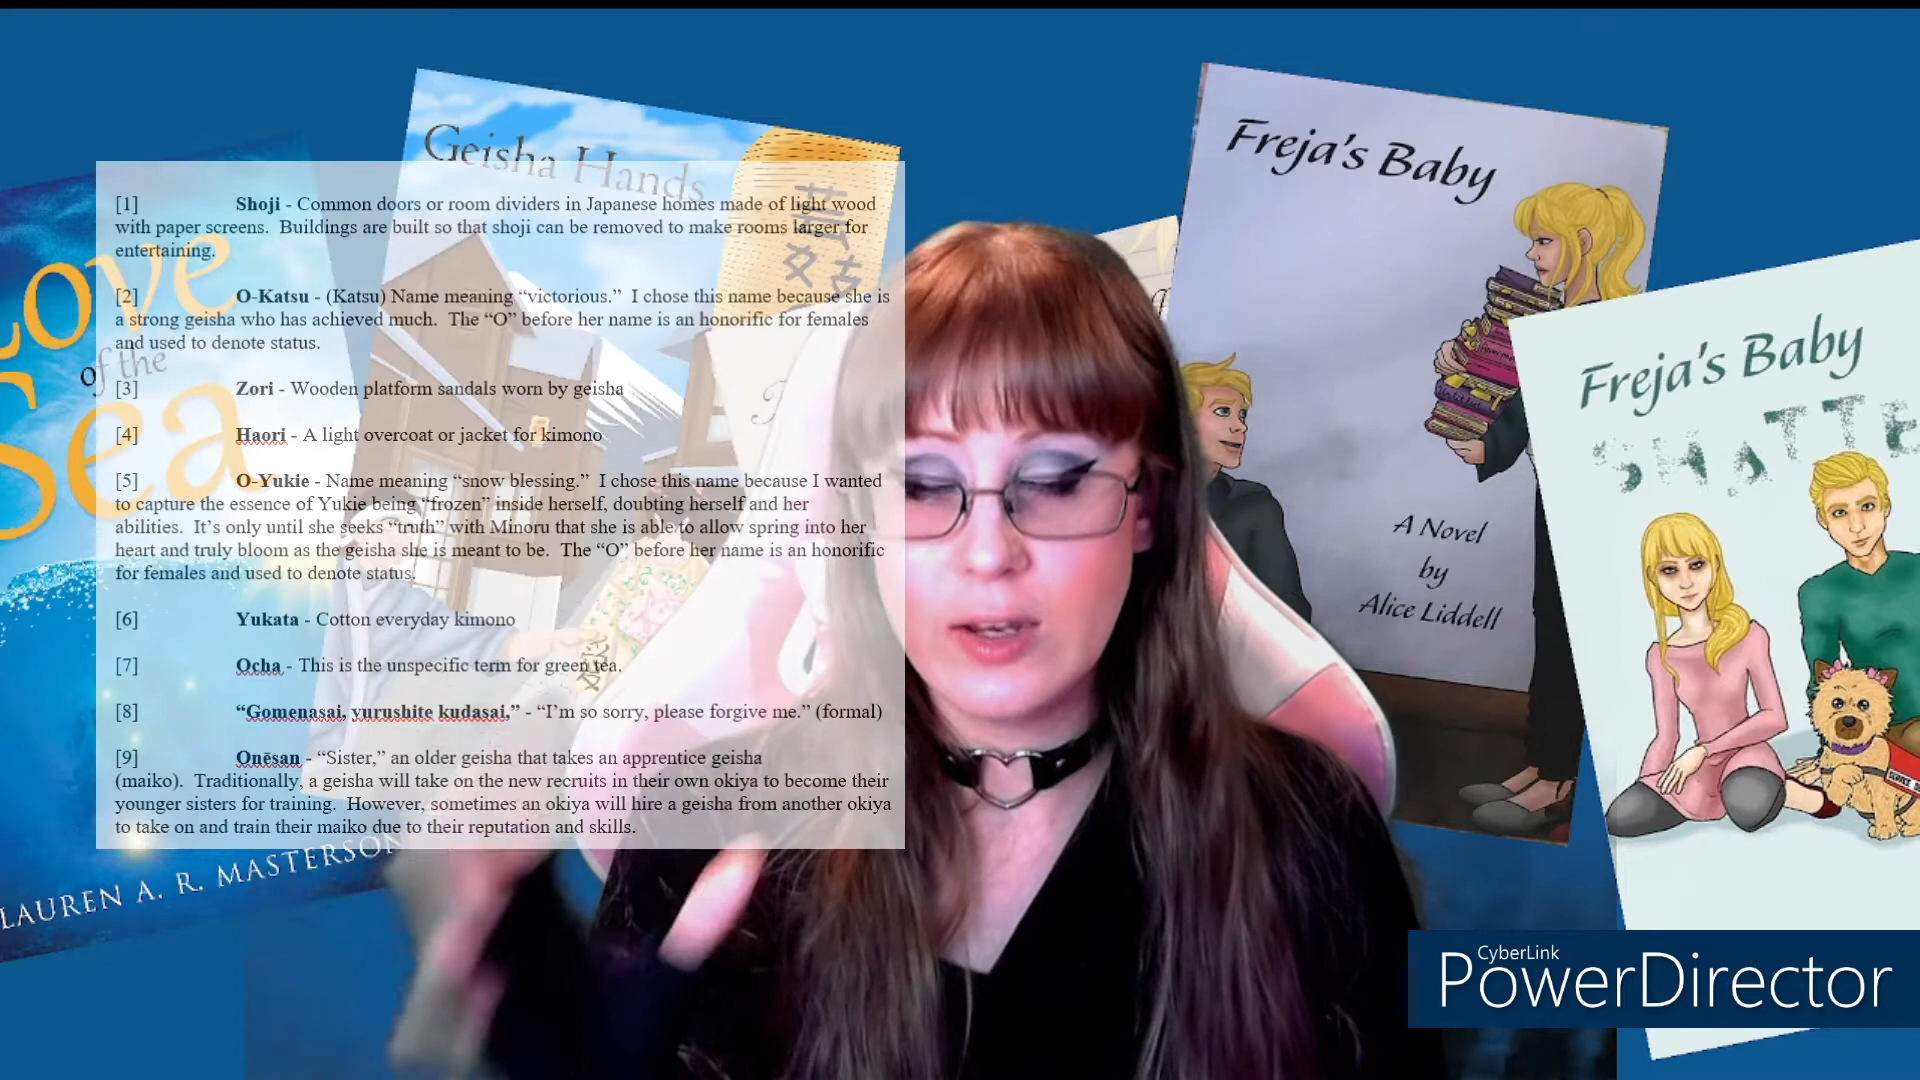 Geisha Hands
[1] Shoji - Common doors or room dividers in Japanese homes made of light wood
with paper screens.  Buildings are built so that shoji can be removed to make rooms larger for
entertaining.
[2] O-Katsu - (Katsu) Name meaning “victorious.”  I chose this name because she is
a strong geisha who has achieved much.  The “O” before her name is an honorific for females
and used to denote status.
[3] Zori - Wooden platform sandals worn by geisha
[4] Haori - A light overcoat or jacket for kimono
[5] O-Yukie - Name meaning “snow blessing.”  I chose this name because I wanted
to capture the essence of Yukie being “frozen” inside herself, doubting herself and her
abilities.  It’s only until she seeks “truth” with Minoru that she is able to allow spring into her
heart and truly bloom as the geisha she is meant to be.  The “O” before her name is an honorific
for females and used to denote status.
[6] Yukata - Cotton everyday kimono
[7] Ocha - This is the unspecific term for green tea.
[8] “Gomenasai, yurushite kudasai,” - “I’m so sorry, please forgive me.” (formal)
[9] Onēsan - “Sister,” an older geisha that takes an apprentice geisha
(maiko).  Traditionally, a geisha will take on the new recruits in their own okiya to become their
younger sisters for training.  However, sometimes an okiya will hire a geisha from another okiya
to take on and train their maiko due to their reputation and skills.
Love
of the
Sea
LAUREN A. R. MASTERSON
Freja's Baby
A Novel
by
Alice Liddell
Freja's Baby
SHATTE
CyberLink
PowerDirector